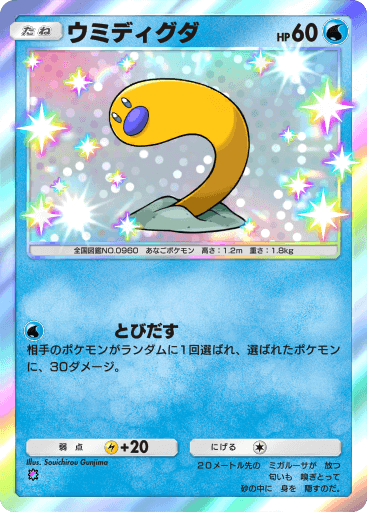 たね ウミディグダ HP60
全国図鑑NO.0960 あなごポケモン 高さ：1.2m 重さ：1.8kg
とびだす
相手のポケモンがランダムに1回選ばれ、選ばれたポケモン
に、30ダメージ。
弱点 +20 にげる
Illus. Souichirou Gunjima
20メートル先の ミガルーサが 放つ
匂いも 嗅ぎとって
砂の中に 身を 隠すのだ。